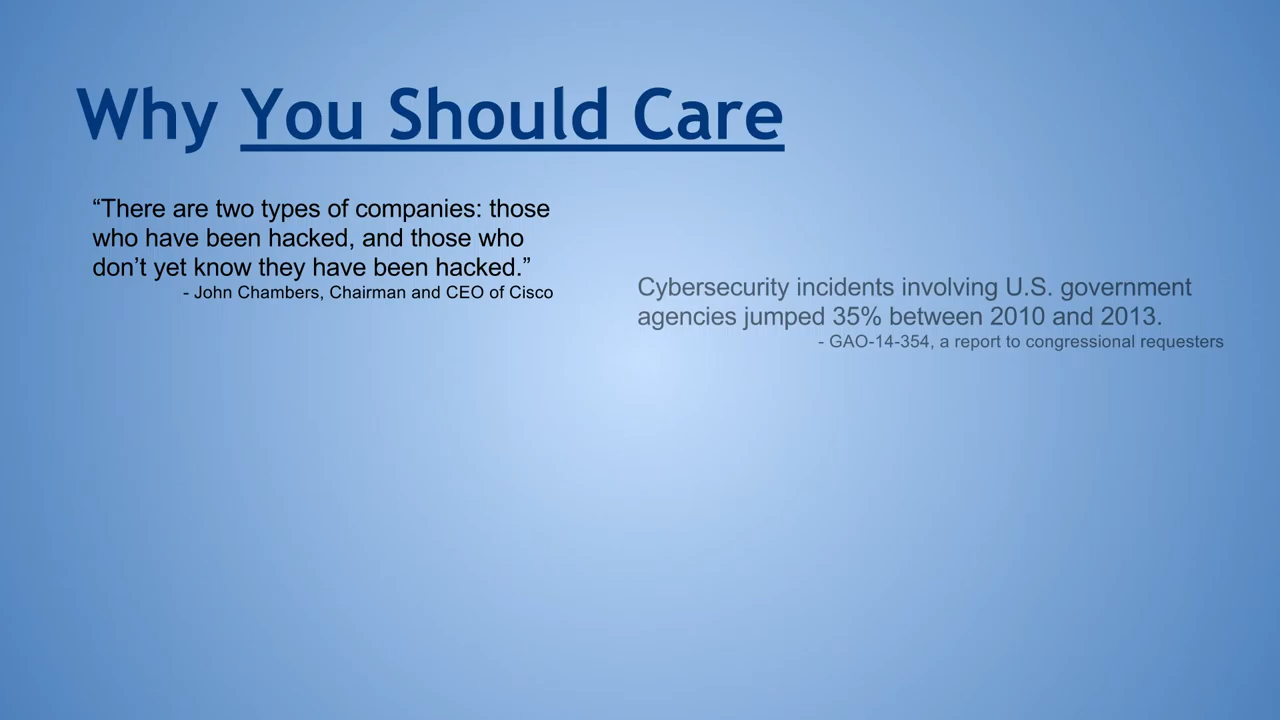 Why You Should Care
“There are two types of companies: those
who have been hacked, and those who
don’t yet know they have been hacked.”
- John Chambers, Chairman and CEO of Cisco
Cybersecurity incidents involving U.S. government
agencies jumped 35% between 2010 and 2013.
- GAO-14-354, a report to congressional requesters